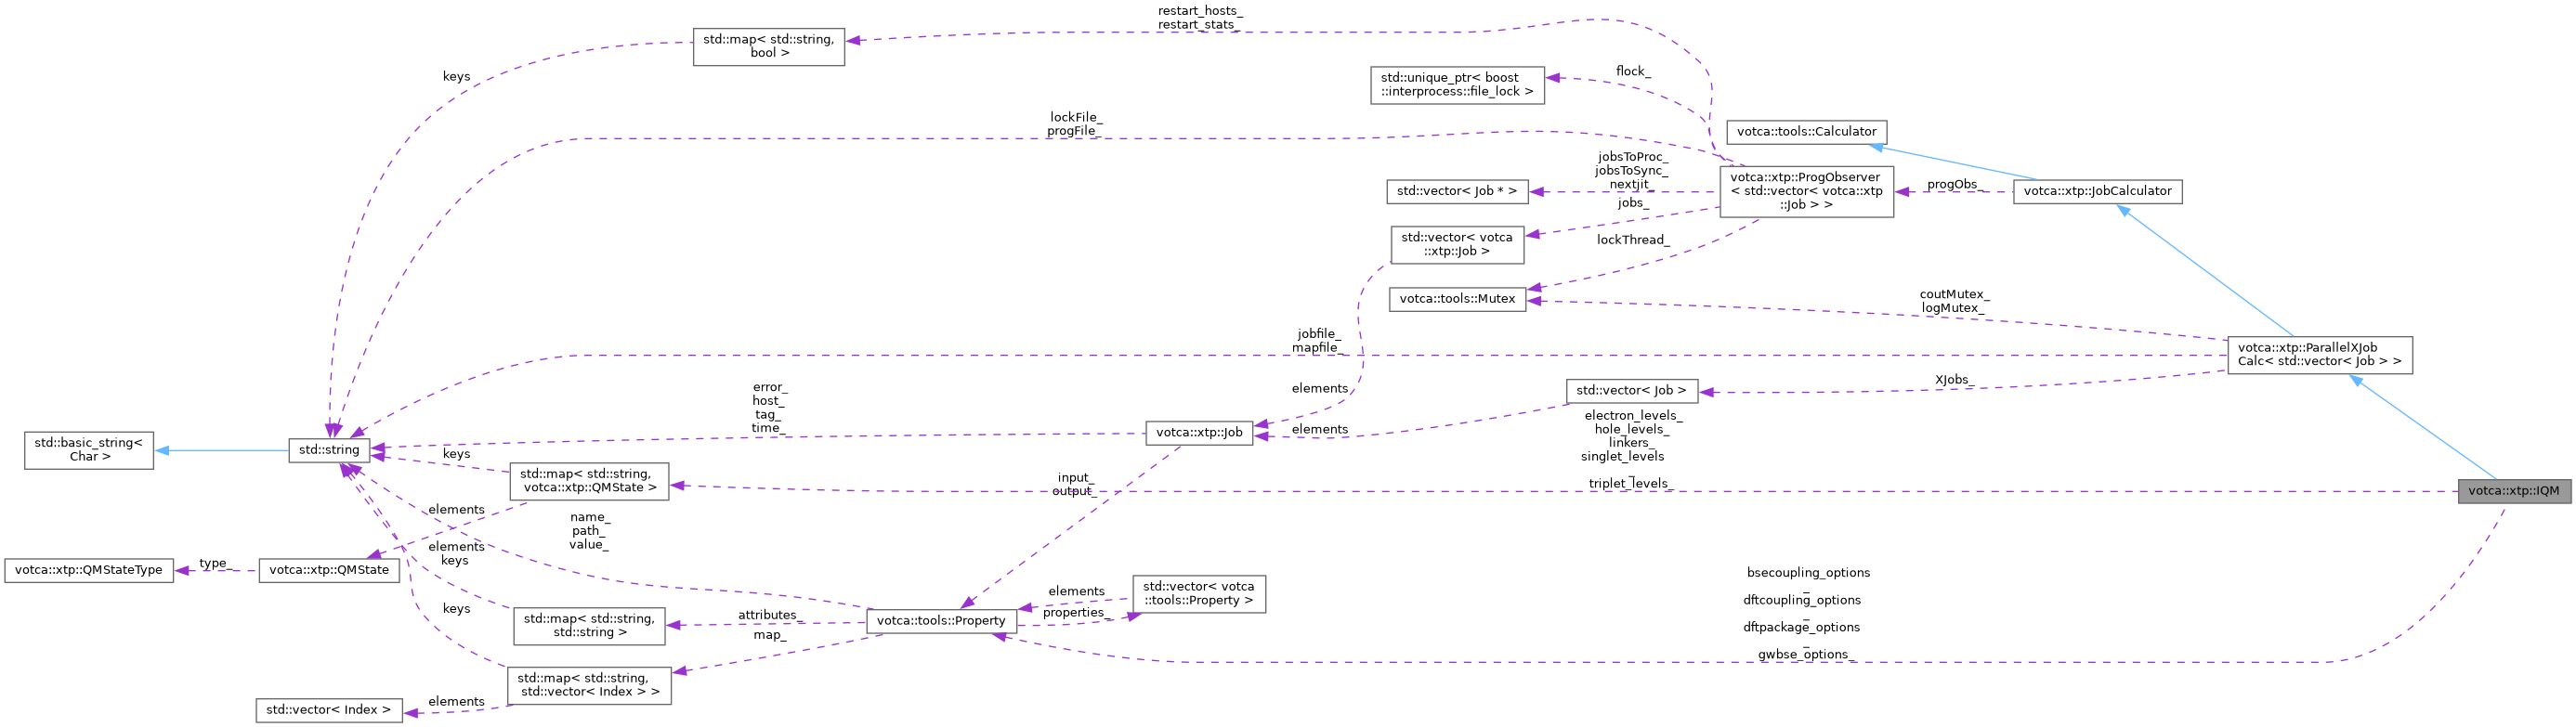 restart_hosts_
restart_stats_
std::map< std::string,
bool >
keys
std::unique_ptr< boost
::interprocess::file_lock >
flock_
lockFile_
progFile_
votca::tools::Calculator
jobsToProc_
jobsToSync_
nextjit_
std::vector< Job * >
votca::xtp::ProgObserver
< std::vector< votca::xtp
::Job > >
progObs_
votca::xtp::JobCalculator
jobs_
std::vector< votca
::xtp::Job >
lockThread_
votca::tools::Mutex
coutMutex_
logMutex_
jobfile_
mapfile_
votca::xtp::ParallelXJob
Calc< std::vector< Job > >
error_
host_
tag_
time_
elements
std::vector< Job >
XJobs_
std::basic_string<
Char >
std::string
votca::xtp::Job
elements
electron_levels_
hole_levels_
linkers_
singlet_levels
_
triplet_levels_
keys
std::map< std::string,
votca::xtp::QMState >
input_
output_
votca::xtp::IQM
elements
name_
path_
value_
votca::xtp::QMStateType
type_
votca::xtp::QMState
elements
keys
std::vector< votca
::tools::Property >
elements
properties_
bsecoupling_options
_
dftcoupling_options
_
dftpackage_options
_
gwbse_options_
keys
std::map< std::string,
std::string >
attributes_
map_
votca::tools::Property
std::map< std::string,
std::vector< Index > >
std::vector< Index >
elements